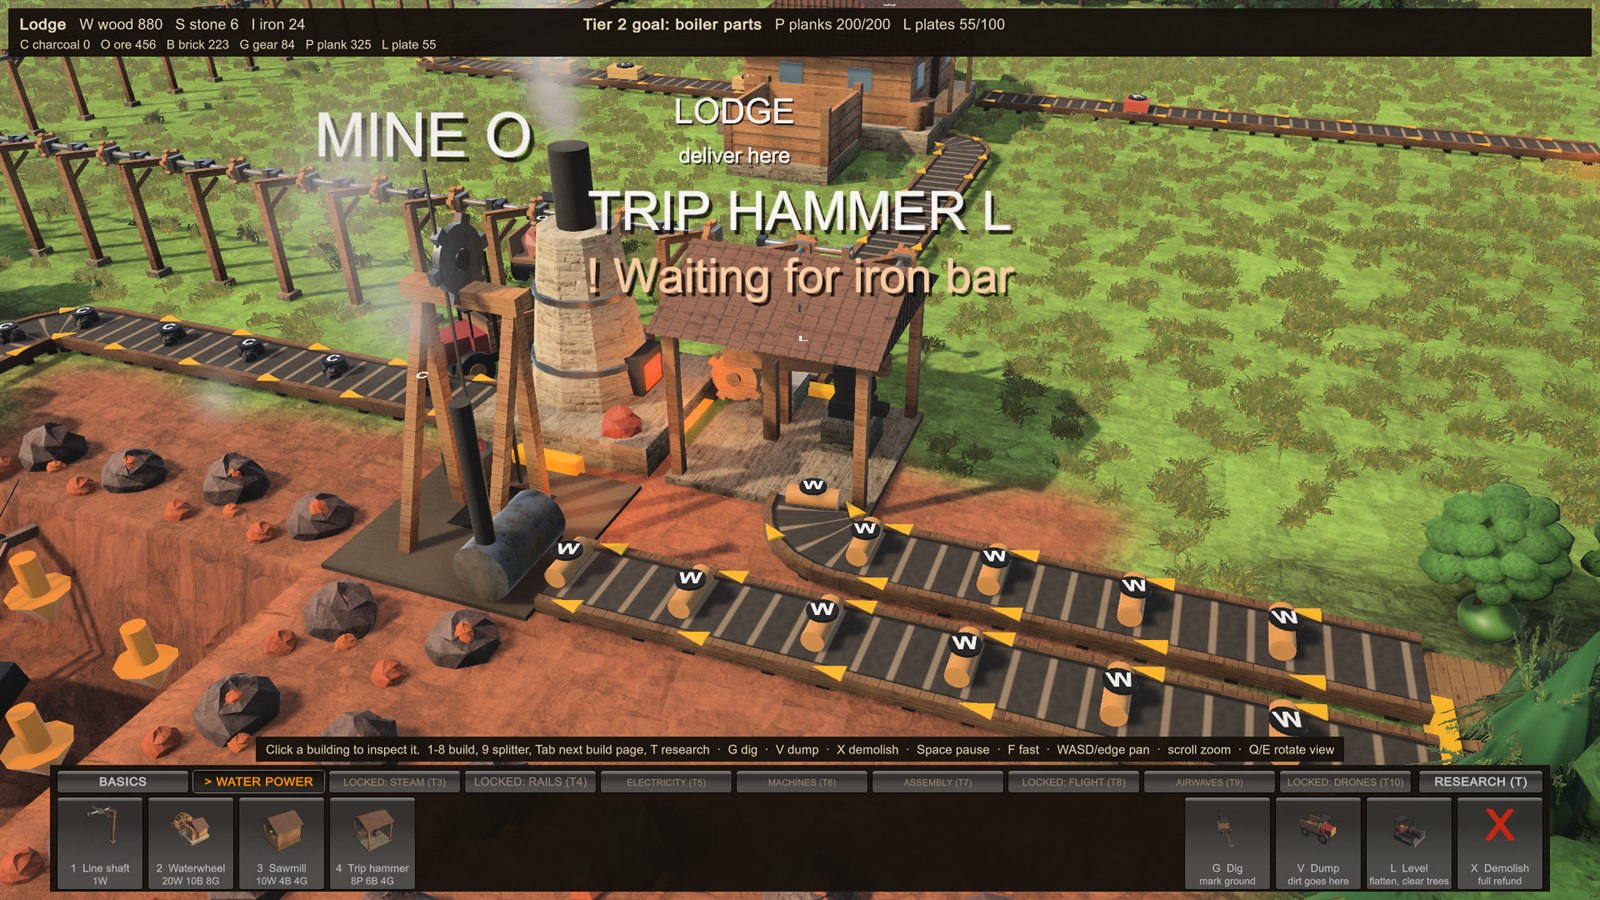 Lodge W wood 880 S stone 6 I iron 24
C charcoal 0 O ore 456 B brick 223 G gear 84 P plank 325 L plate 55
Tier 2 goal: boiler parts P planks 200/200 L plates 55/100
MINE O
LODGE
deliver here
TRIP HAMMER L
! Waiting for iron bar
L
C
C
C
C
C
C
W
W
W
W
W
W
W
W
W
W
W
Click a building to inspect it. 1-8 build, 9 splitter, Tab next build page, T research · G dig · V dump · X demolish · Space pause · F fast · WASD/edge pan · scroll zoom · Q/E rotate view
BASICS
> WATER POWER
LOCKED: STEAM (T3)
LOCKED: RAILS (T4)
ELECTRICITY (T5)
MACHINES (T6)
ASSEMBLY (T7)
LOCKED: FLIGHT (T8)
AIRWAVES (T9)
LOCKED: DRONES (T10)
RESEARCH (T)
1 Line shaft
1W
2 Waterwheel
20W 10B 8G
3 Sawmill
10W 4B 4G
4 Trip hammer
8P 6B 4G
G Dig
mark ground
V Dump
dirt goes here
L Level
flatten, clear trees
X
X Demolish
full refund